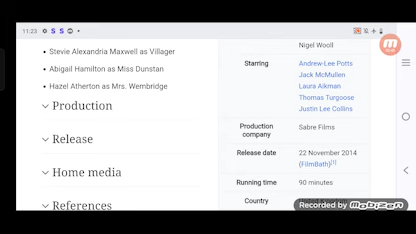 11:23
• Stevie Alexandria Maxwell as Villager
• Abigail Hamilton as Miss Dunstan
• Hazel Atherton as Mrs. Wembridge
Production
Release
Home media
References
Nigel Wooll
Starring
Andrew-Lee Potts
Jack McMullen
Laura Aikman
Thomas Turgoose
Justin Lee Collins
Production company
Sabre Films
Release date
22 November 2014
(FilmBath)[1]
Running time
90 minutes
Country
Recorded by Mobizen